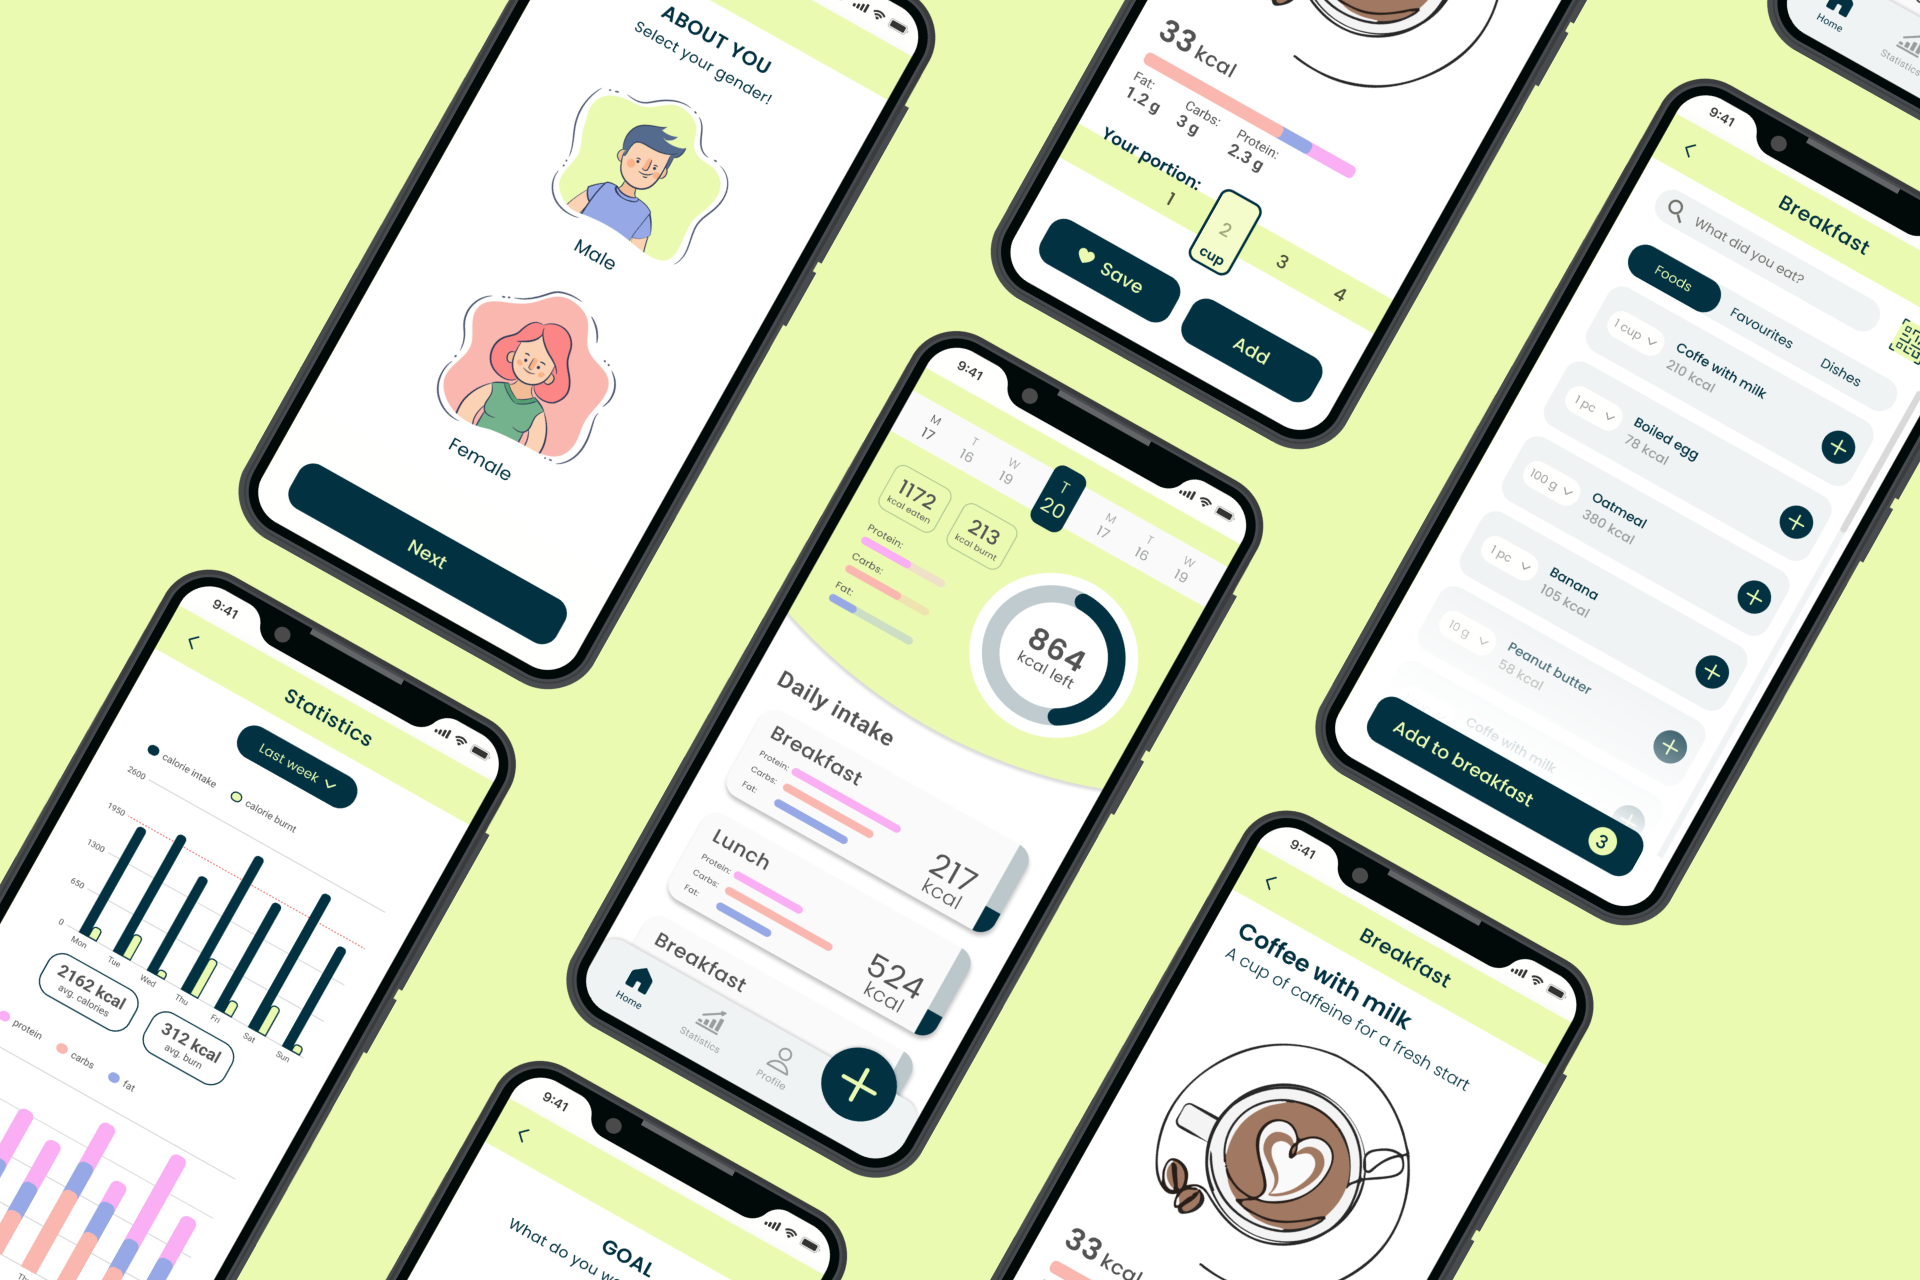 ABOUT YOU
Select your gender!
Male
Female
Next
33 kcal
Fat:
1.2 g
Carbs:
3 g
Protein:
2.3 g
Your portion:
1
2
cup
3
4
Save
Add
Home
Statistics
9:41
Breakfast
What did you eat?
Foods
Favourites
Dishes
1 cup
Coffe with milk
210 kcal
1 pc
Boiled egg
78 kcal
100 g
Oatmeal
380 kcal
1 pc
Banana
105 kcal
10 g
Peanut butter
58 kcal
Coffe with milk
Add to breakfast
3
9:41
M
17
T
16
W
19
T
20
M
17
T
16
W
19
1172
kcal eaten
213
kcal burnt
Protein:
Carbs:
Fat:
864
kcal left
Daily intake
Breakfast
Protein:
Carbs:
Fat:
217
kcal
Lunch
Protein:
Carbs:
Fat:
524
kcal
Breakfast
Home
Statistics
Profile
9:41
Statistics
Last week
calorie intake
calorie burnt
2600
1950
1300
650
0
Mon
Tue
Wed
Thu
Fri
Sat
Sun
2162 kcal
avg. calories
312 kcal
avg. burn
protein
carbs
fat
9:41
GOAL
What do you
9:41
Breakfast
Coffee with milk
A cup of caffeine for a fresh start
33 kcal